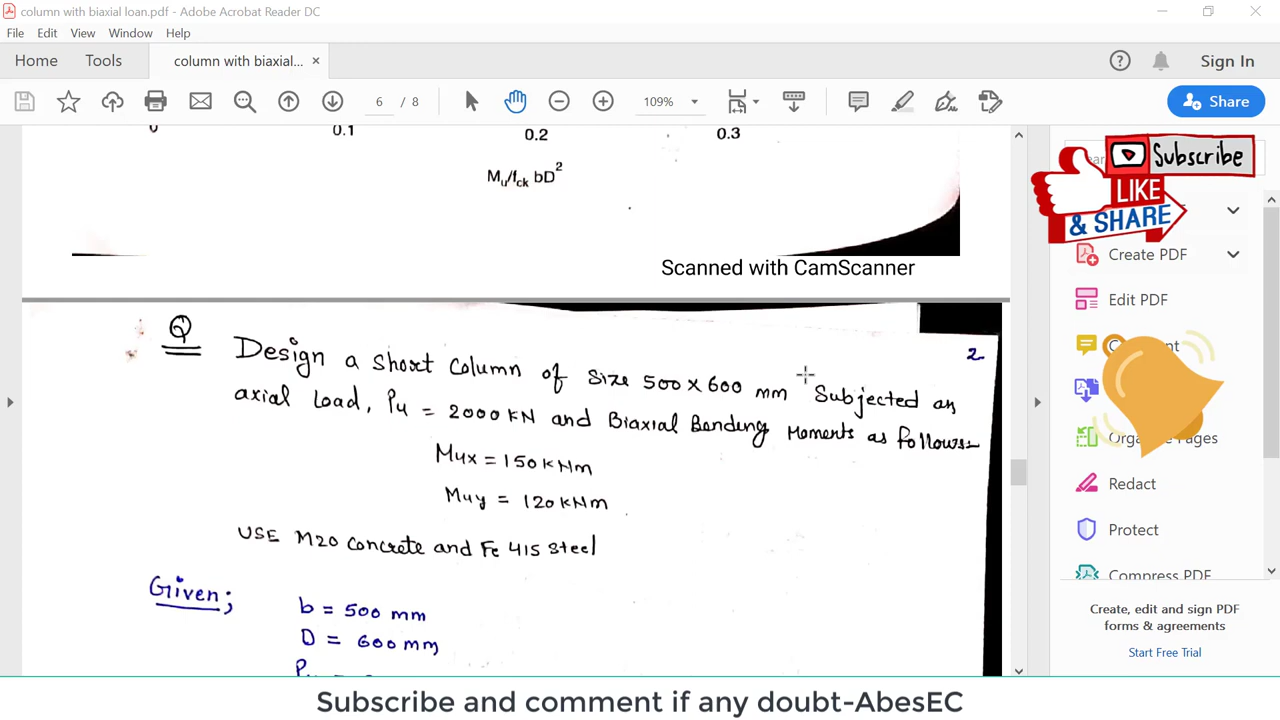 column with biaxial loan.pdf - Adobe Acrobat Reader DC
File Edit View Window Help
Home Tools column with biaxial... × Sign In
6 / 8 109% Share
0 0.1 0.2 0.3
Mu/fck bD²
Scanned with CamScanner
Subscribe
LIKE
& SHARE
Create PDF
Edit PDF
Organize Pages
Redact
Protect
Compress PDF
Create, edit and sign PDF
forms & agreements
Start Free Trial
2
Q Design a Short Column of Size 500 × 600 mm Subjected an
axial Load, Pu = 2000 KN and Biaxial Bending Moments as follows:-
Mux = 150 KNm
Muy = 120 KNm
USE M20 Concrete and Fe 415 Steel
Given;
b = 500 mm
D = 600 mm
Subscribe and comment if any doubt-AbesEC